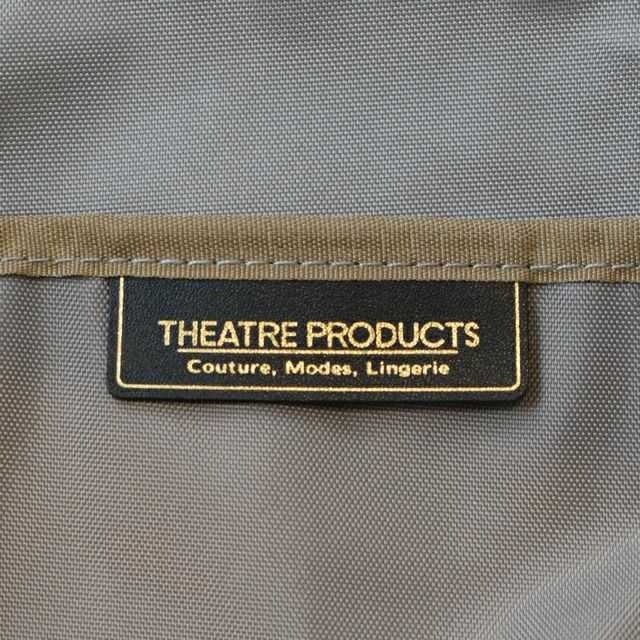 THEATRE PRODUCTS
Couture, Modes, Lingerie